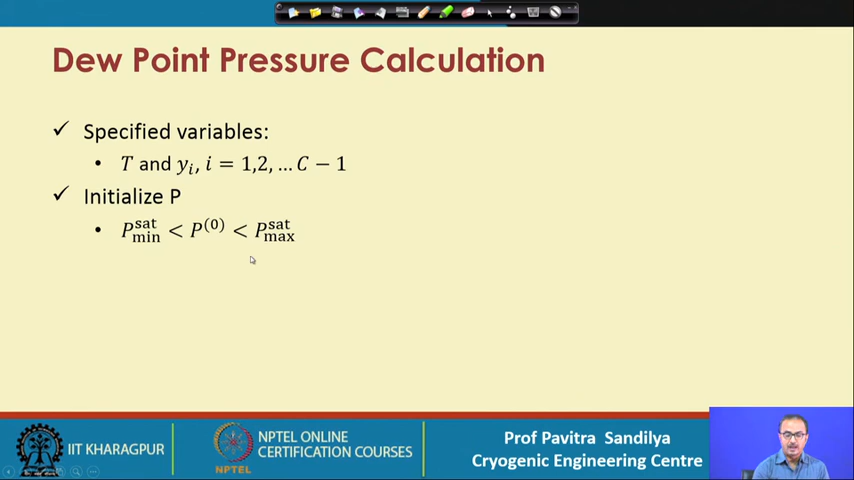 Dew Point Pressure Calculation
✓ Specified variables:
• T and yᵢ, i = 1,2, … C − 1
✓ Initialize P
• P_min^sat < P^(0) < P_max^sat
IIT KHARAGPUR
NPTEL
NPTEL ONLINE
CERTIFICATION COURSES
Prof Pavitra Sandilya
Cryogenic Engineering Centre